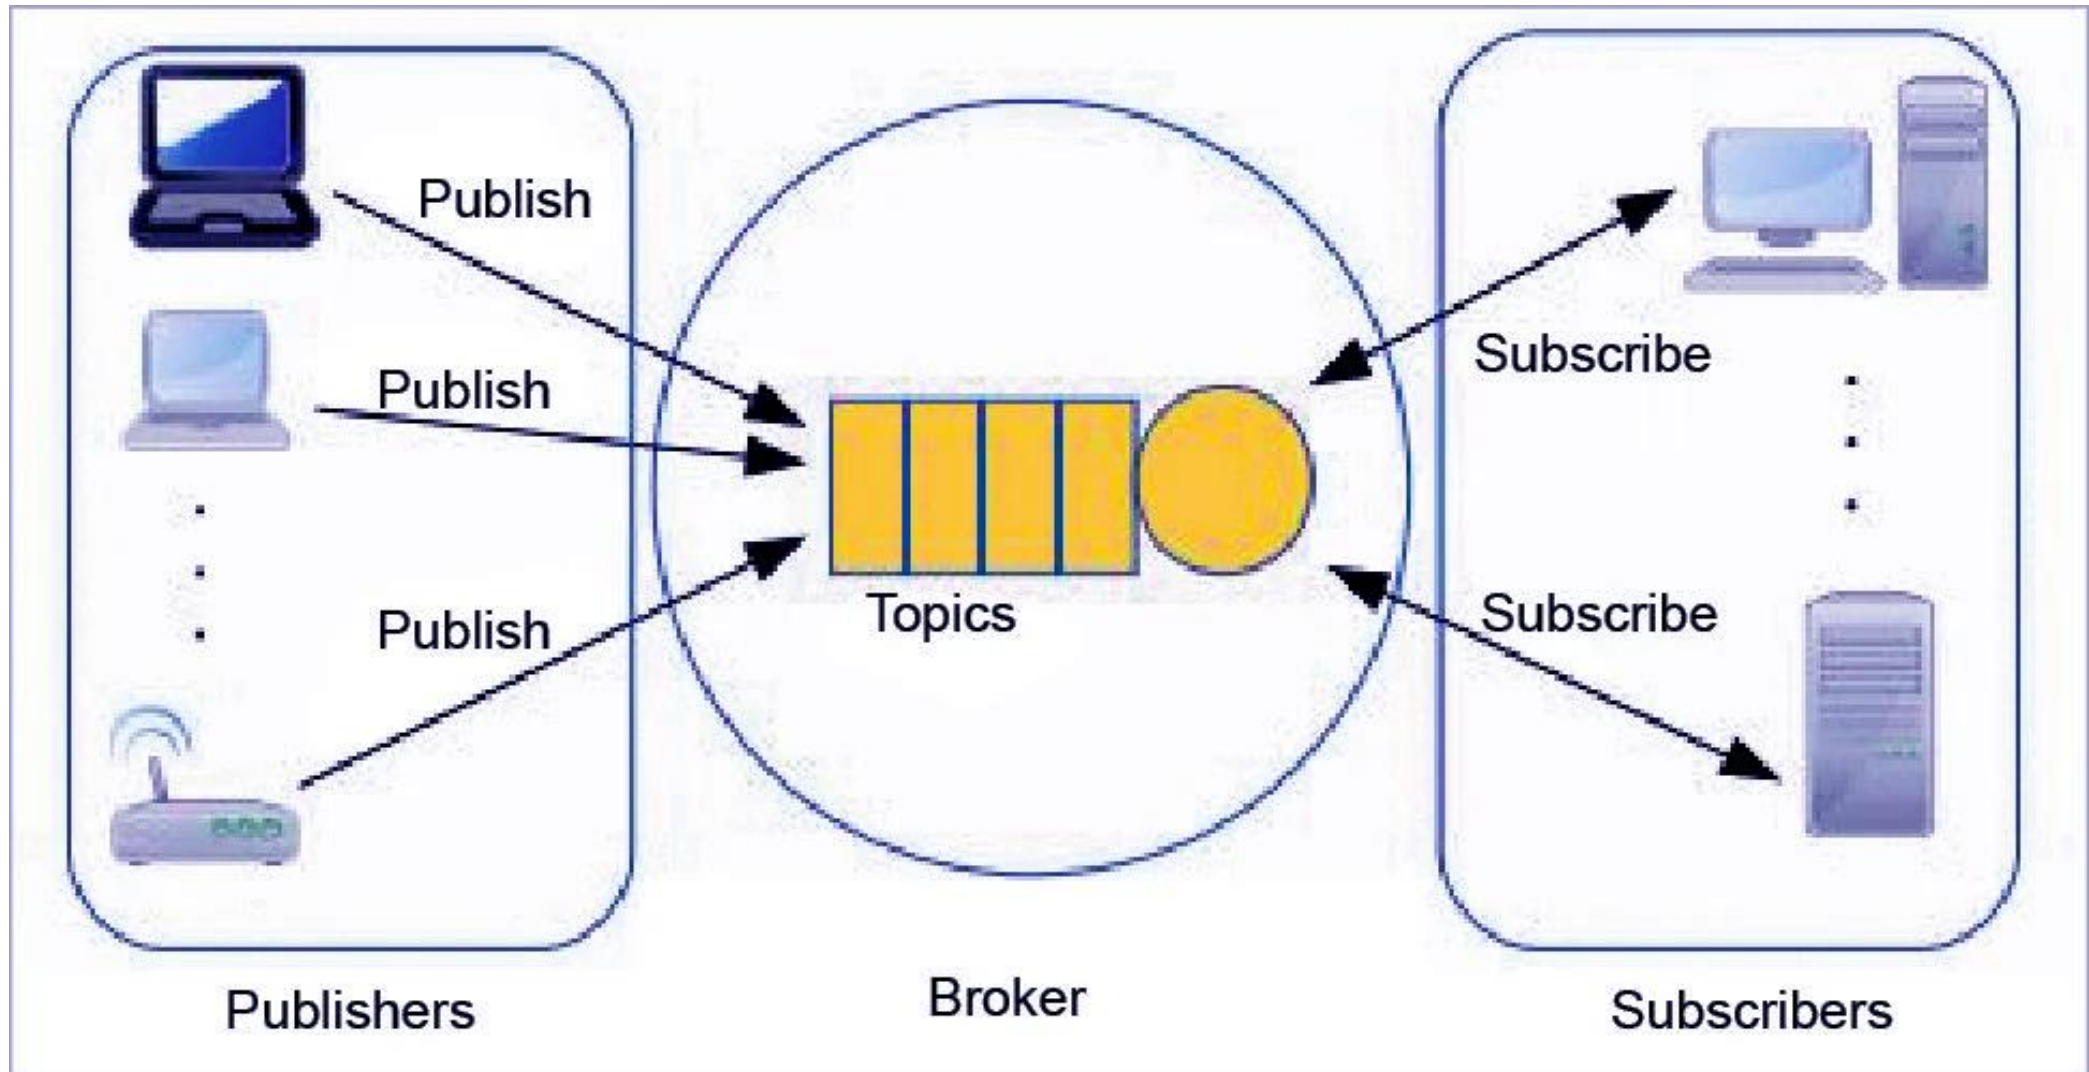 Publish
Publish
Publish
Topics
Subscribe
Subscribe
Publishers
Broker
Subscribers